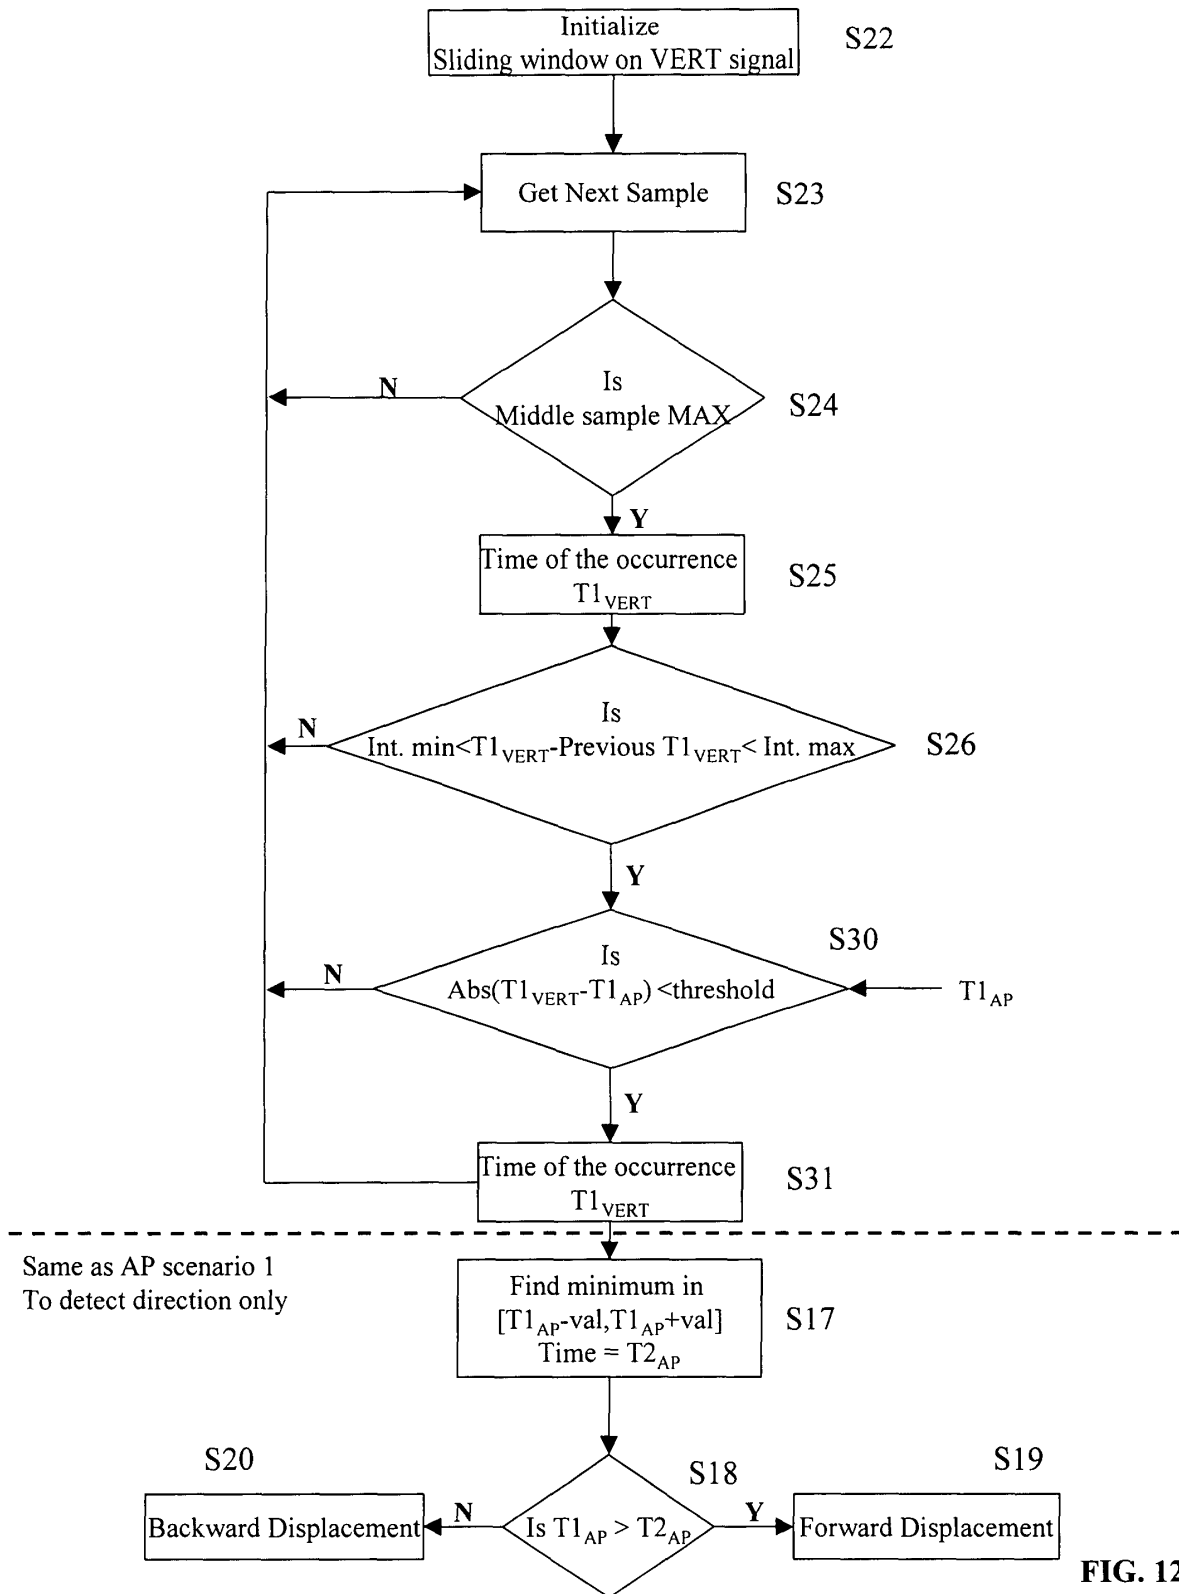 Initialize
Sliding window on VERT signal
S22
Get Next Sample
S23
N
Is
Middle sample MAX
S24
Y
Time of the occurrence
T1VERT
S25
N
Is
Int. min<T1VERT-Previous T1VERT< Int. max
S26
Y
S30
N
Is
Abs(T1VERT-T1AP) <threshold
T1AP
Y
Time of the occurrence
T1VERT
S31
Same as AP scenario 1
To detect direction only
Find minimum in
[T1AP-val,T1AP+val]
Time = T2AP
S17
S20
S18
S19
Backward Displacement
N
Is T1AP > T2AP
Y
Forward Displacement
FIG. 12